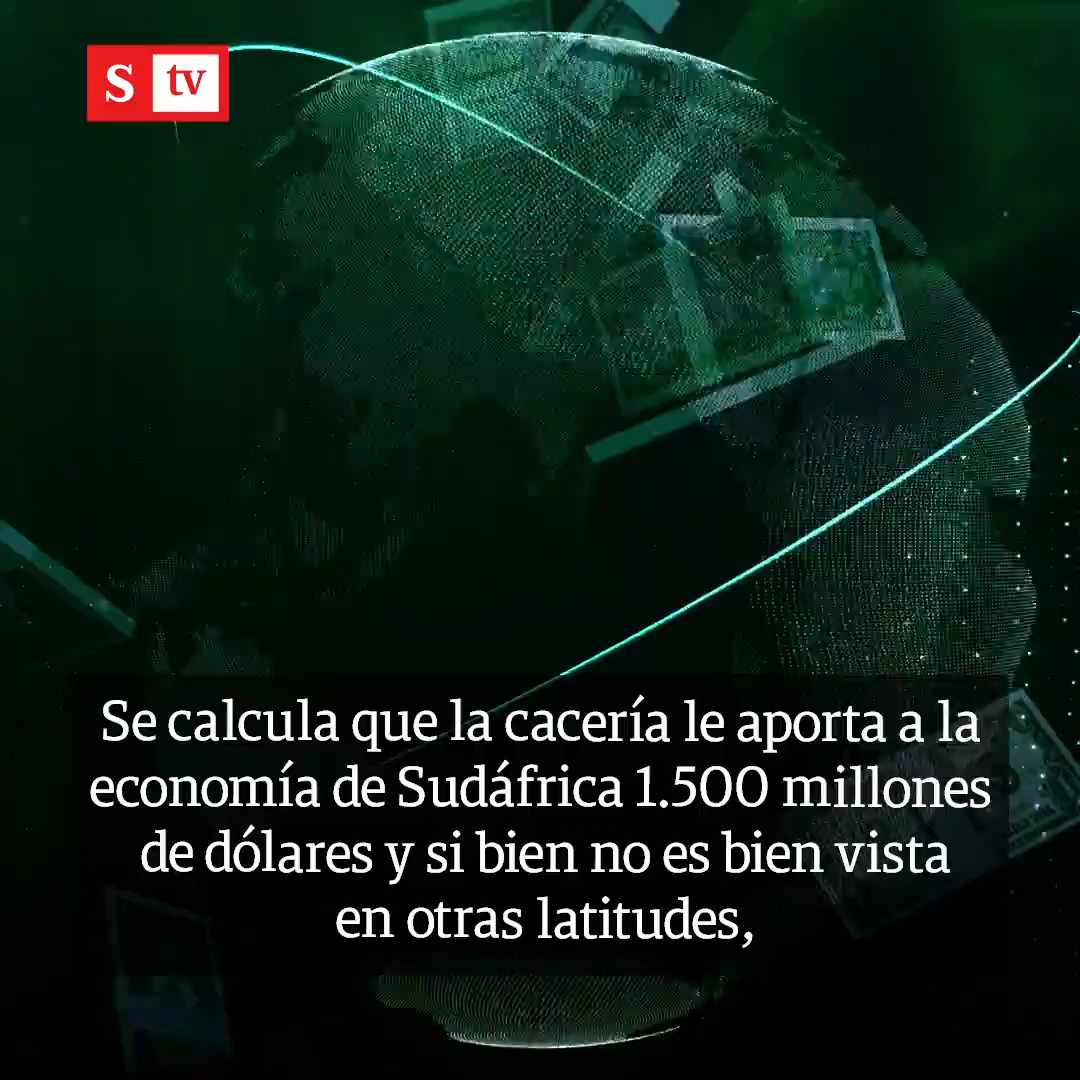 S tv
Se calcula que la cacería le aporta a la
economía de Sudáfrica 1.500 millones
de dólares y si bien no es bien vista
en otras latitudes,